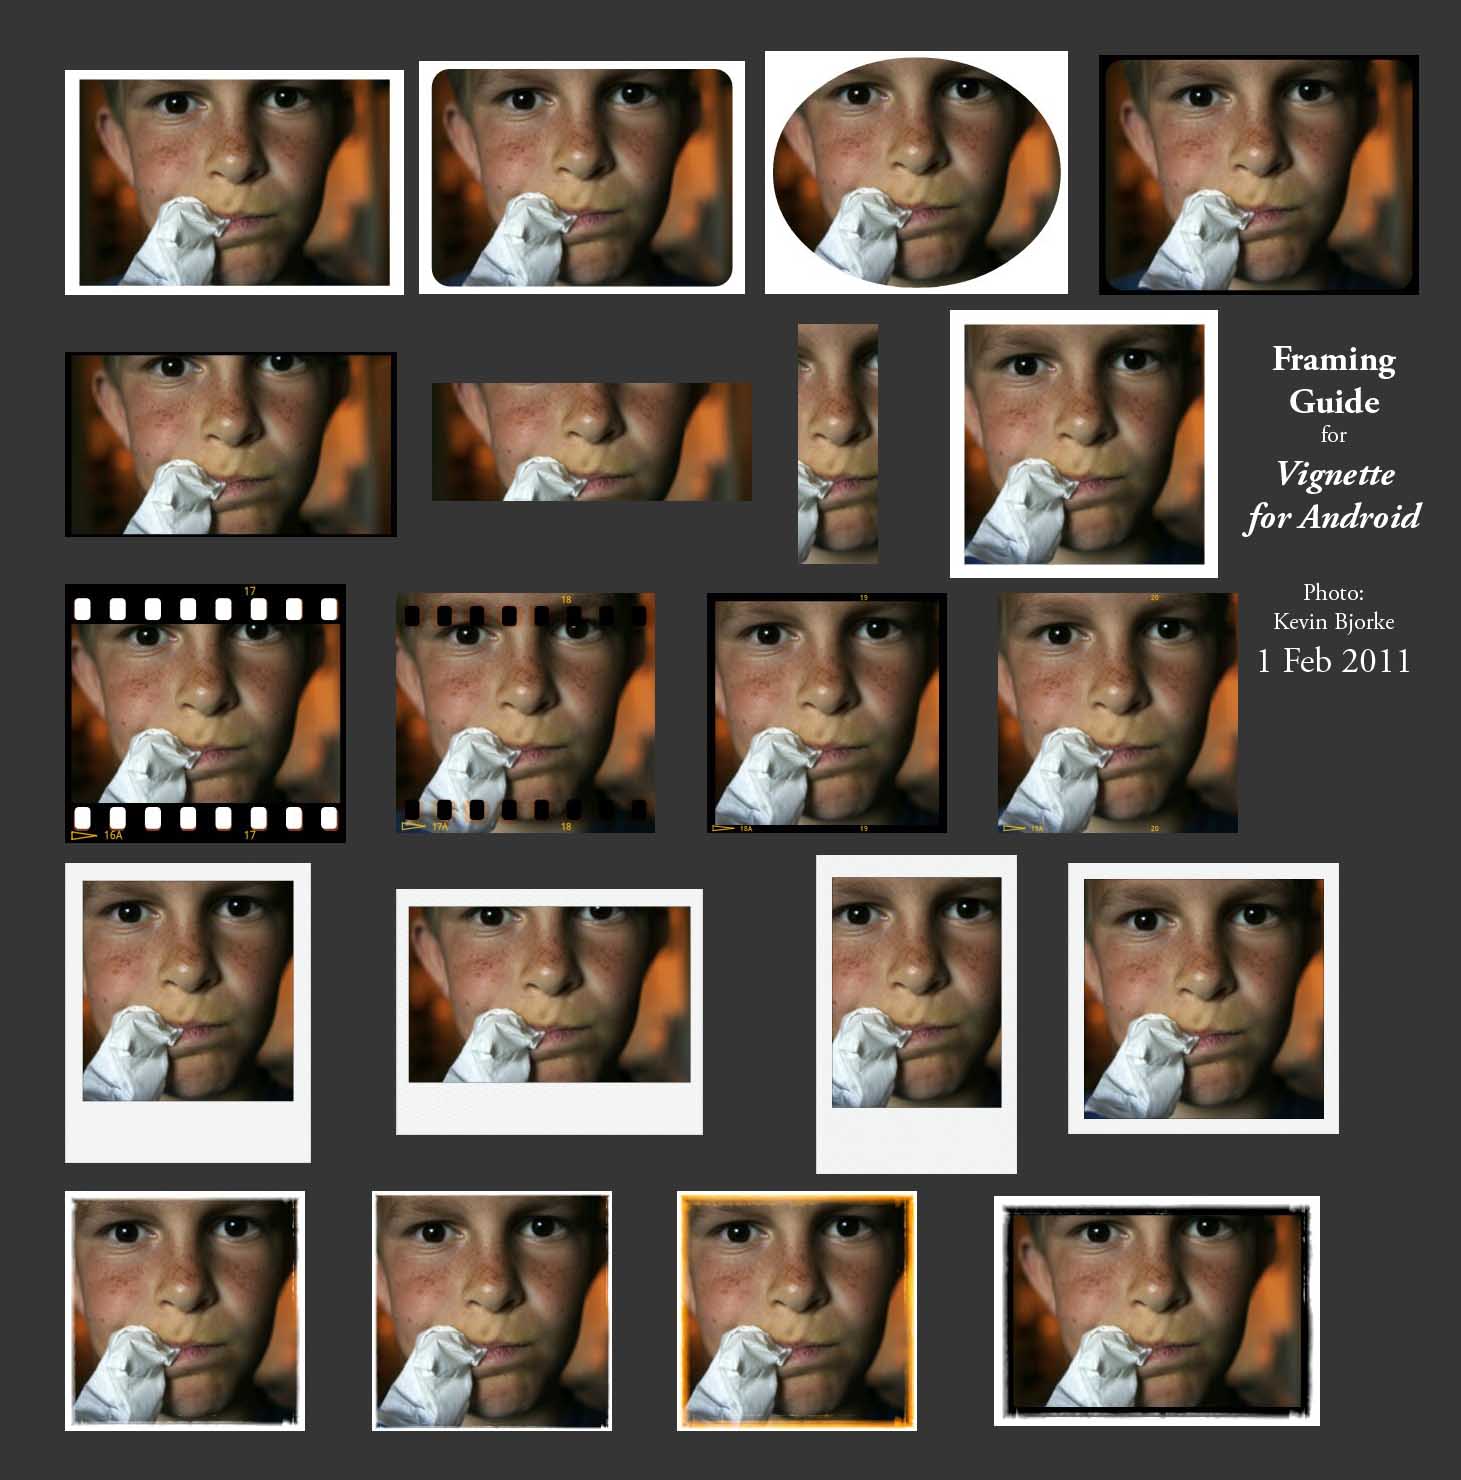 Framing
Guide
for
Vignette
for Android
Photo:
Kevin Bjorke
1 Feb 2011
17
16A
17
18
17A
18
19
18A
19
20
19A
20